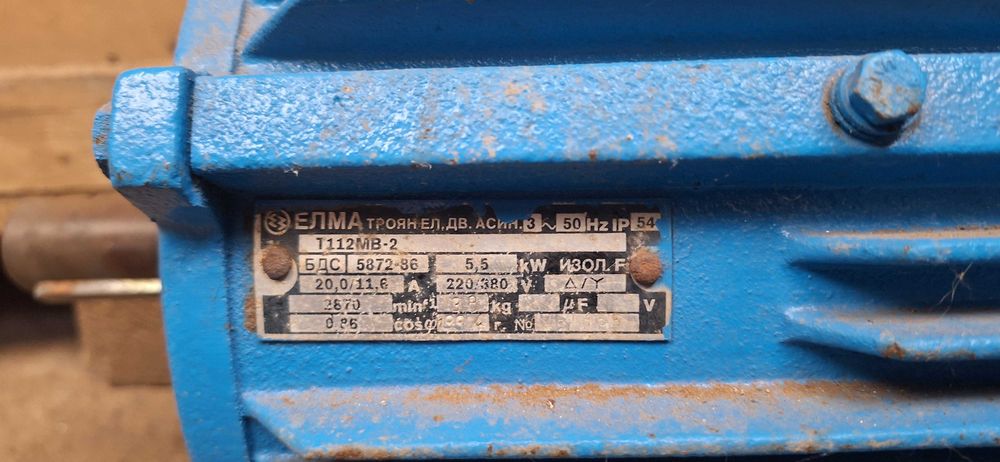 ЕЛМА ТРОЯН ЕЛ. ДВ. АСИН. 3 ~ 50 Hz IP 54
Т112МВ-2
БДС 5872-86 5,5 kW ИЗОЛ. F
20,0/11,6 A 220/380 V Δ/Y
2870 min⁻¹ kg µF V
0,86 cosφ г. №